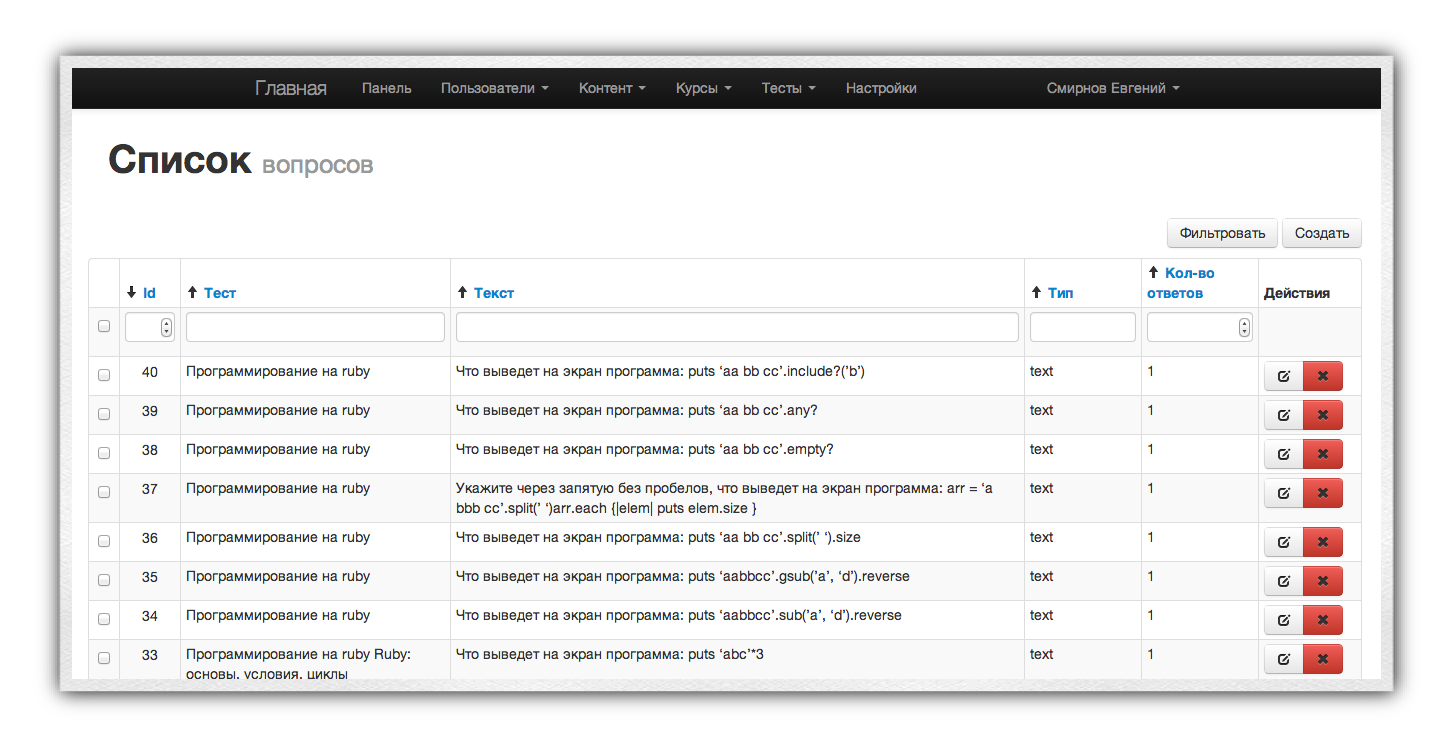 Главная Панель Пользователи Контент Курсы Тесты Настройки Смирнов Евгений
Список вопросов
Фильтровать Создать
Id Тест Текст Тип Кол-во ответов Действия
40 Программирование на ruby Что выведет на экран программа: puts ‘aa bb cc’.include?(’b’) text 1
39 Программирование на ruby Что выведет на экран программа: puts ‘aa bb cc’.any? text 1
38 Программирование на ruby Что выведет на экран программа: puts ‘aa bb cc’.empty? text 1
37 Программирование на ruby Укажите через запятую без пробелов, что выведет на экран программа: arr = ‘a text 1
bbb cc’.split(’ ‘)arr.each {|elem| puts elem.size }
36 Программирование на ruby Что выведет на экран программа: puts ‘aa bb cc’.split(’ ‘).size text 1
35 Программирование на ruby Что выведет на экран программа: puts ‘aabbcc’.gsub(’a’, ‘d’).reverse text 1
34 Программирование на ruby Что выведет на экран программа: puts ‘aabbcc’.sub(’a’, ‘d’).reverse text 1
33 Программирование на ruby Ruby: Что выведет на экран программа: puts ‘abc’*3 text 1
основы, условия, циклы